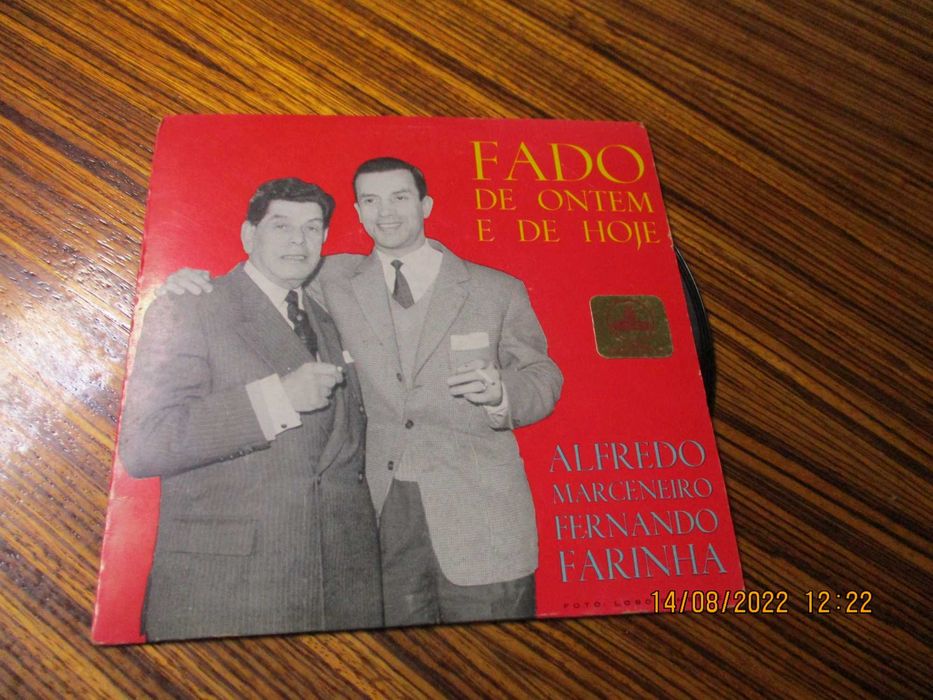 FADO
DE ONTEM
E DE HOJE
ALFREDO
MARCENEIRO
FERNANDO
FARINHA
FOTO:
14/08/2022 12:22